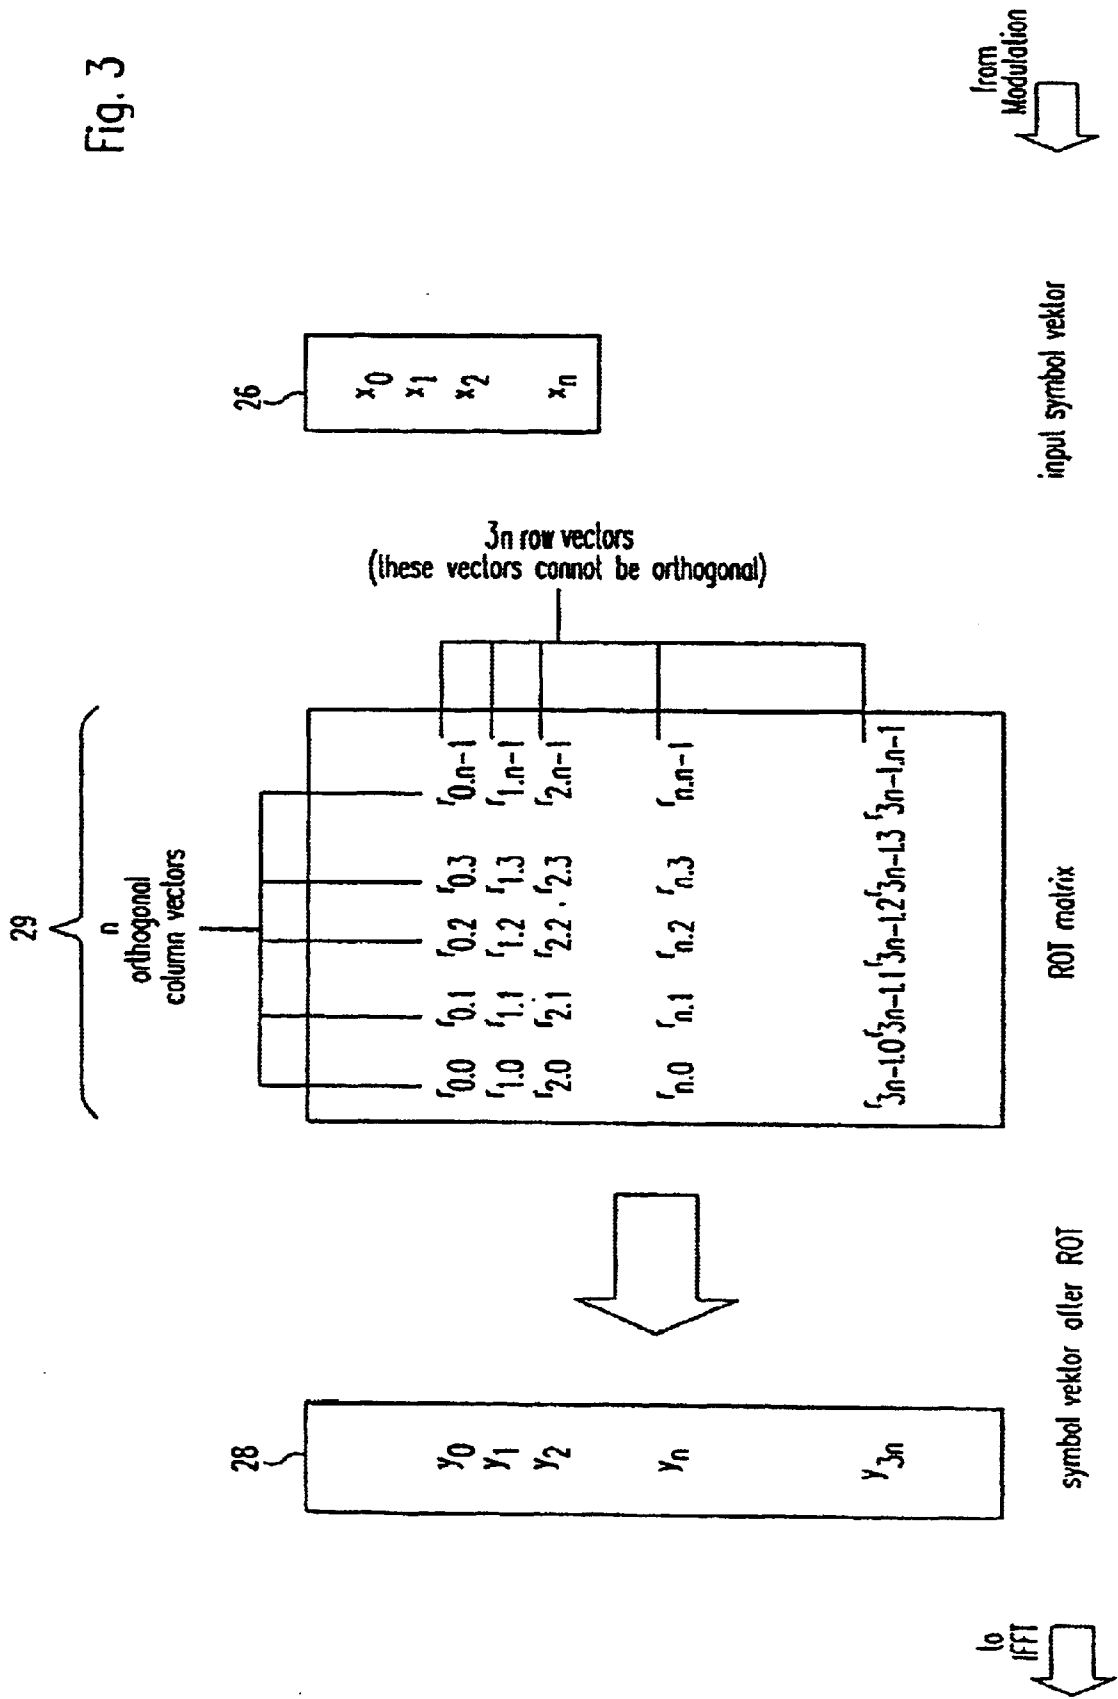 Fig. 3
29
n
orthogonal
column vectors
3n row vectors
(these vectors connot be orthogonal)
28
y0
y1
y2
yn
y3n
r0.0 r0.1 r0.2 r0.3 r0.n-1
r1.0 r1.1 r1.2 r1.3 r1.n-1
r2.0 r2.1 r2.2 r2.3 r2.n-1
rn.0 rn.1 rn.2 rn.3 rn.n-1
r3n-1.0 r3n-1.1 r3n-1.2 r3n-1.3 r3n-1.n-1
26
x0
x1
x2
xn
to
IFFT
symbol vektor after ROT
ROT matrix
input symbol vektor
from
Modulation